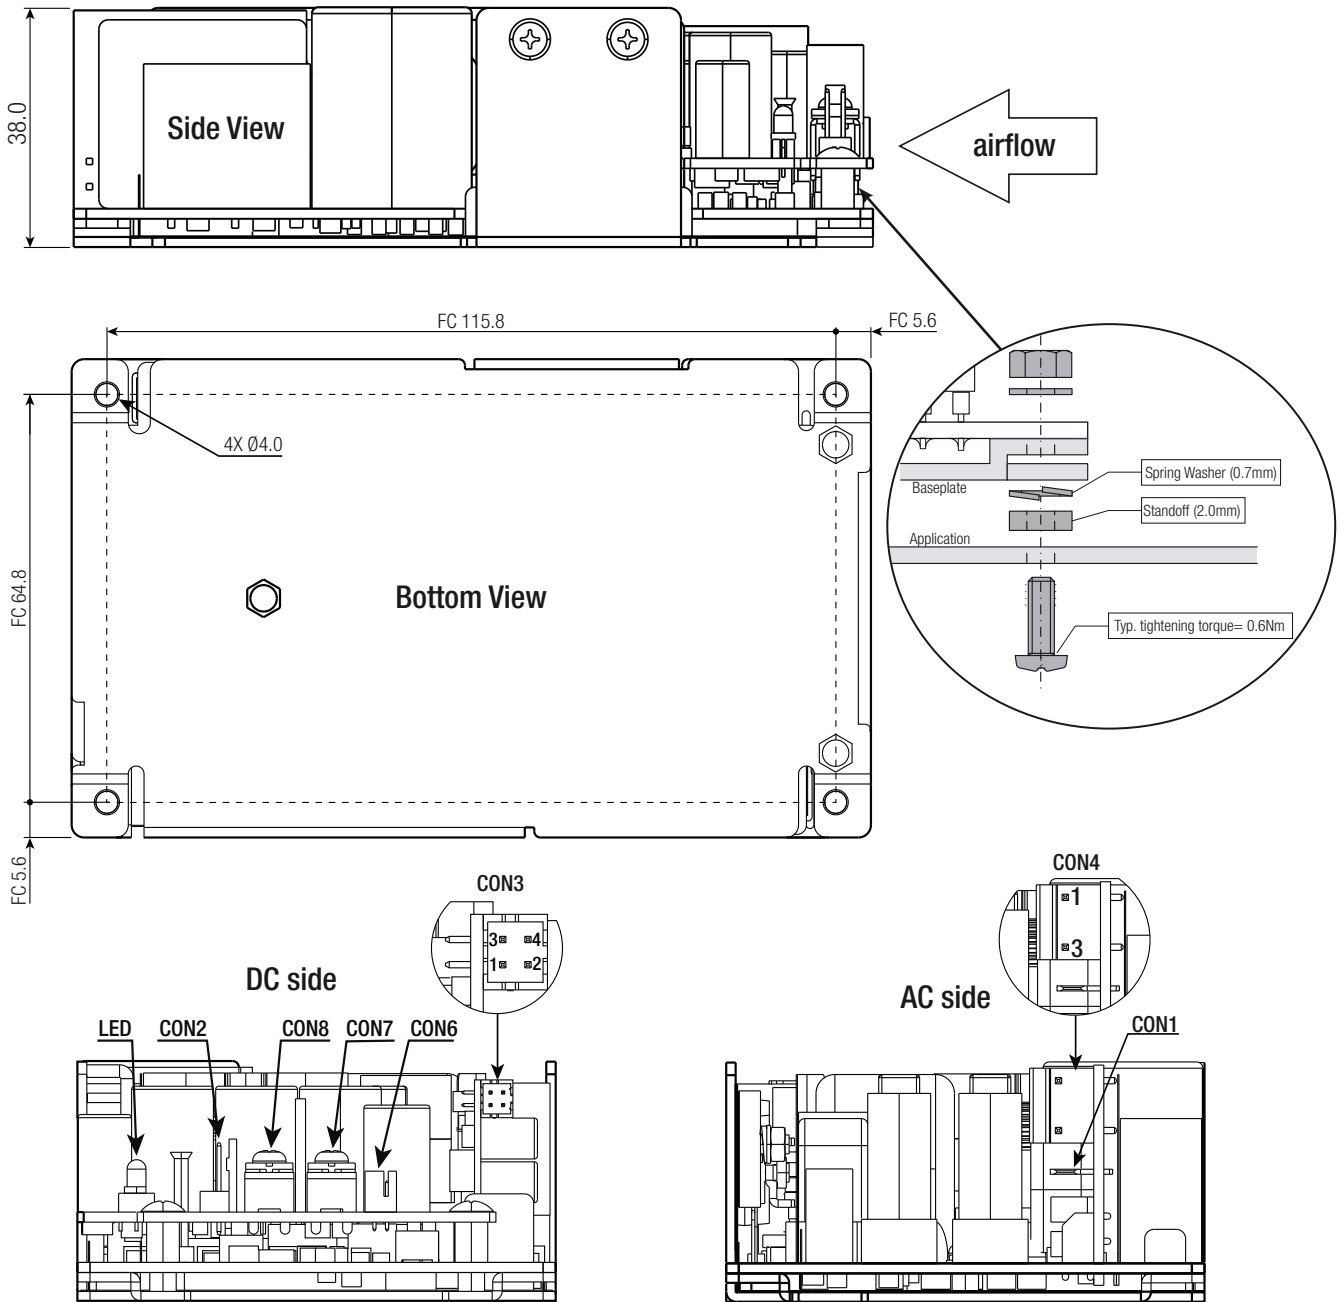 38.0
Side View
airflow
FC 115.8
FC 5.6
4X Ø4.0
FC 64.8
Bottom View
FC 5.6
Baseplate
Spring Washer (0.7mm)
Standoff (2.0mm)
Application
Typ. tightening torque= 0.6Nm
CON3
3
4
1
2
DC side
LED
CON2
CON8
CON7
CON6
CON4
1
3
AC side
CON1